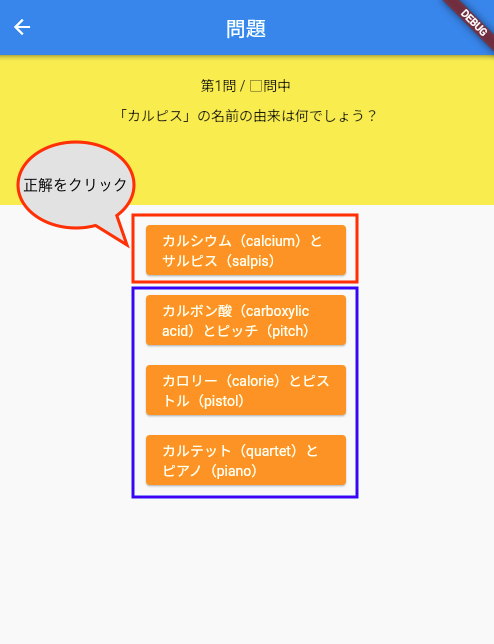 問題
DEBUG
第1問 / □問中
「カルピス」の名前の由来は何でしょう？
正解をクリック
カルシウム（calcium）と
サルピス（salpis）
カルボン酸（carboxylic
acid）とピッチ（pitch）
カロリー（calorie）とピス
トル（pistol）
カルテット（quartet）と
ピアノ（piano）